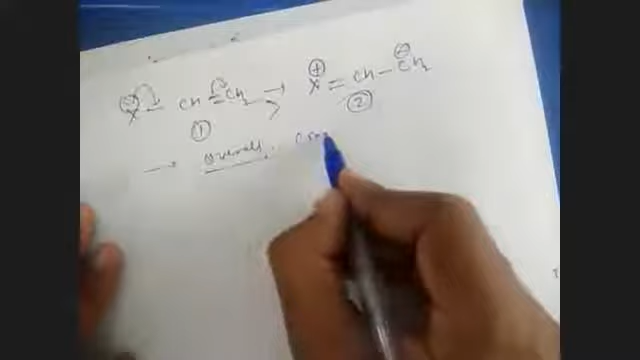 X — CH = CH2 → X = CH — CH2
① ②
→ overall